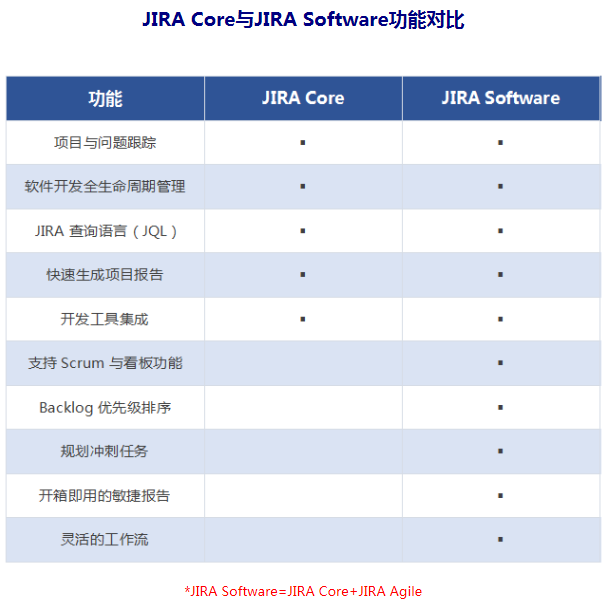 JIRA Core与JIRA Software功能对比
功能 JIRA Core JIRA Software
项目与问题跟踪 ▪ ▪
软件开发全生命周期管理 ▪ ▪
JIRA 查询语言（JQL） ▪ ▪
快速生成项目报告 ▪ ▪
开发工具集成 ▪ ▪
支持 Scrum 与看板功能 ▪
Backlog 优先级排序 ▪
规划冲刺任务 ▪
开箱即用的敏捷报告 ▪
灵活的工作流 ▪
*JIRA Software=JIRA Core+JIRA Agile